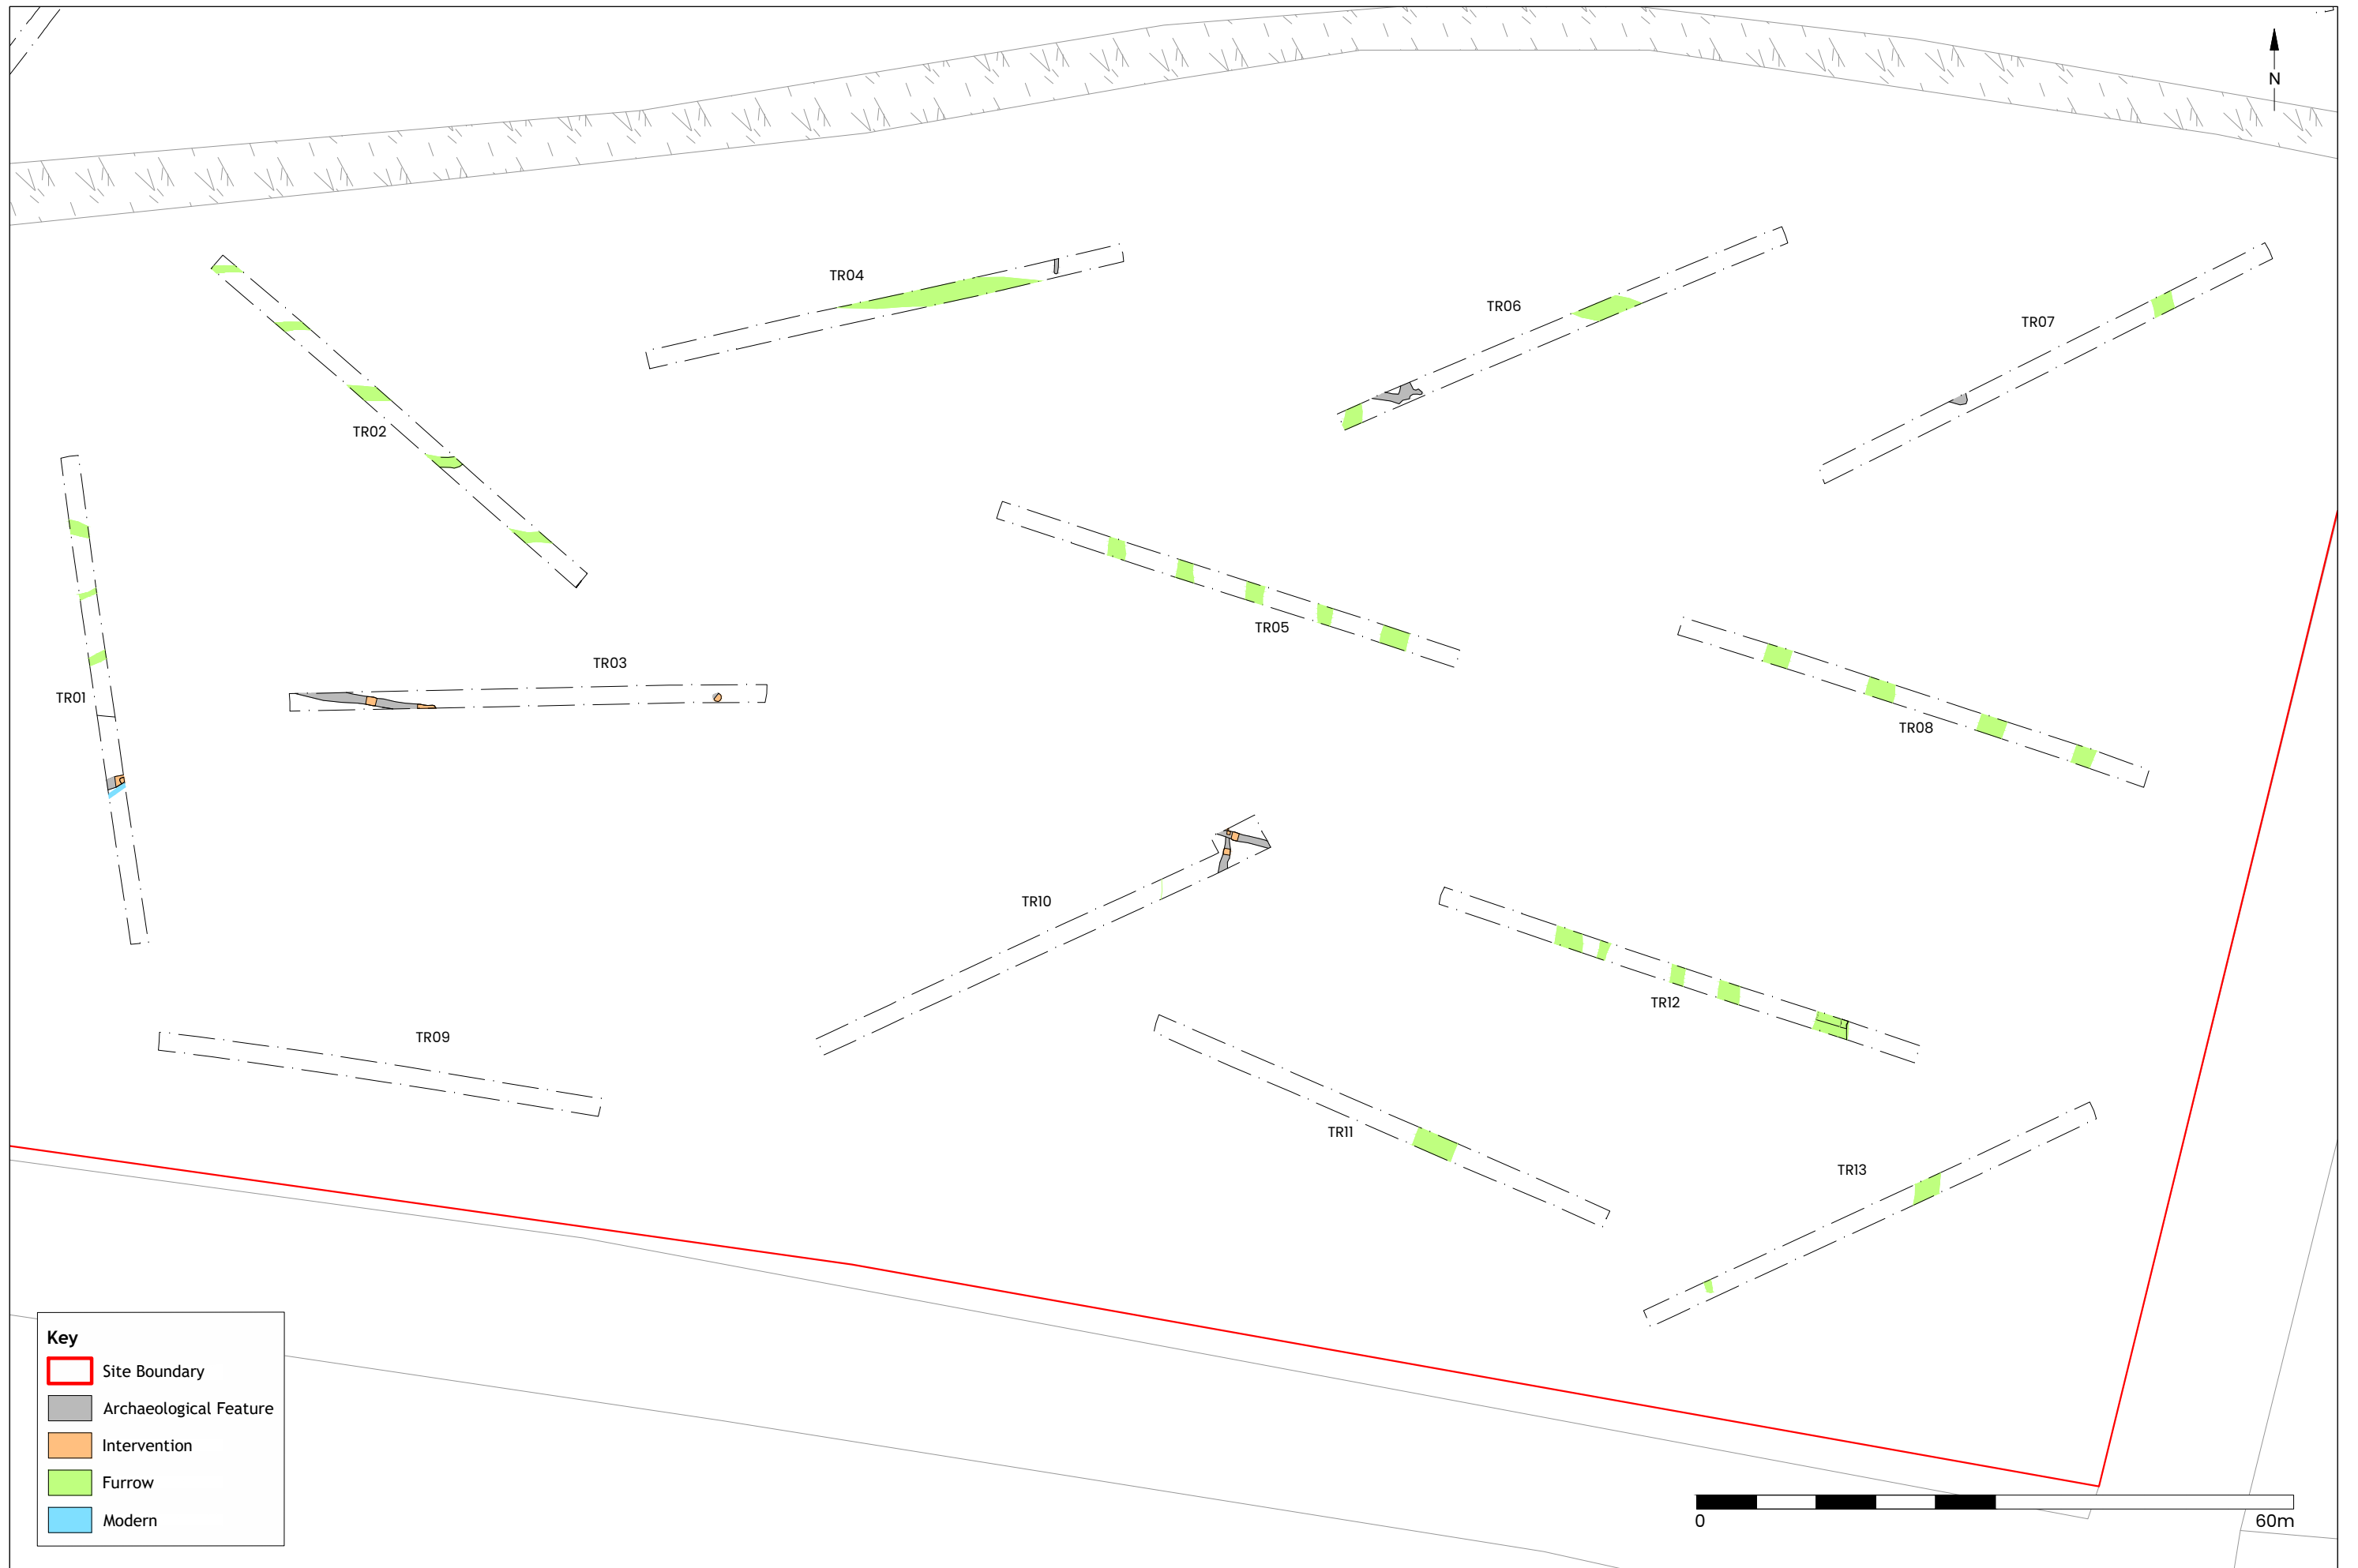 N
TR04
TR06
TR07
TR02
TR05
TR03
TR01
TR08
TR10
TR12
TR09
TR11
TR13
Key
Site Boundary
Archaeological Feature
Intervention
Furrow
Modern
0 60m